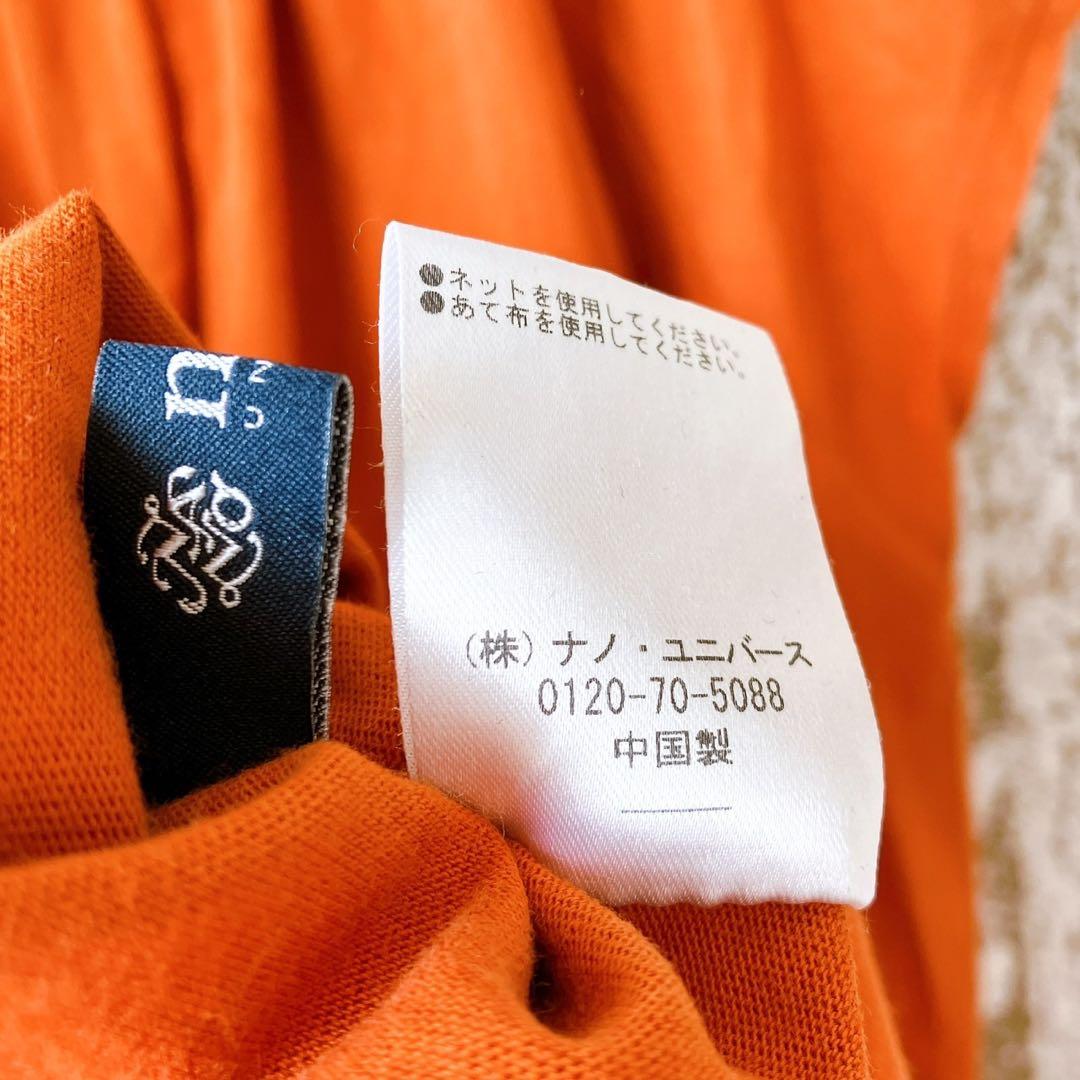 ●ネットを使用してください。
●あて布を使用してください。
(株)ナノ・ユニバース
0120-70-5088
中国製
n
UN